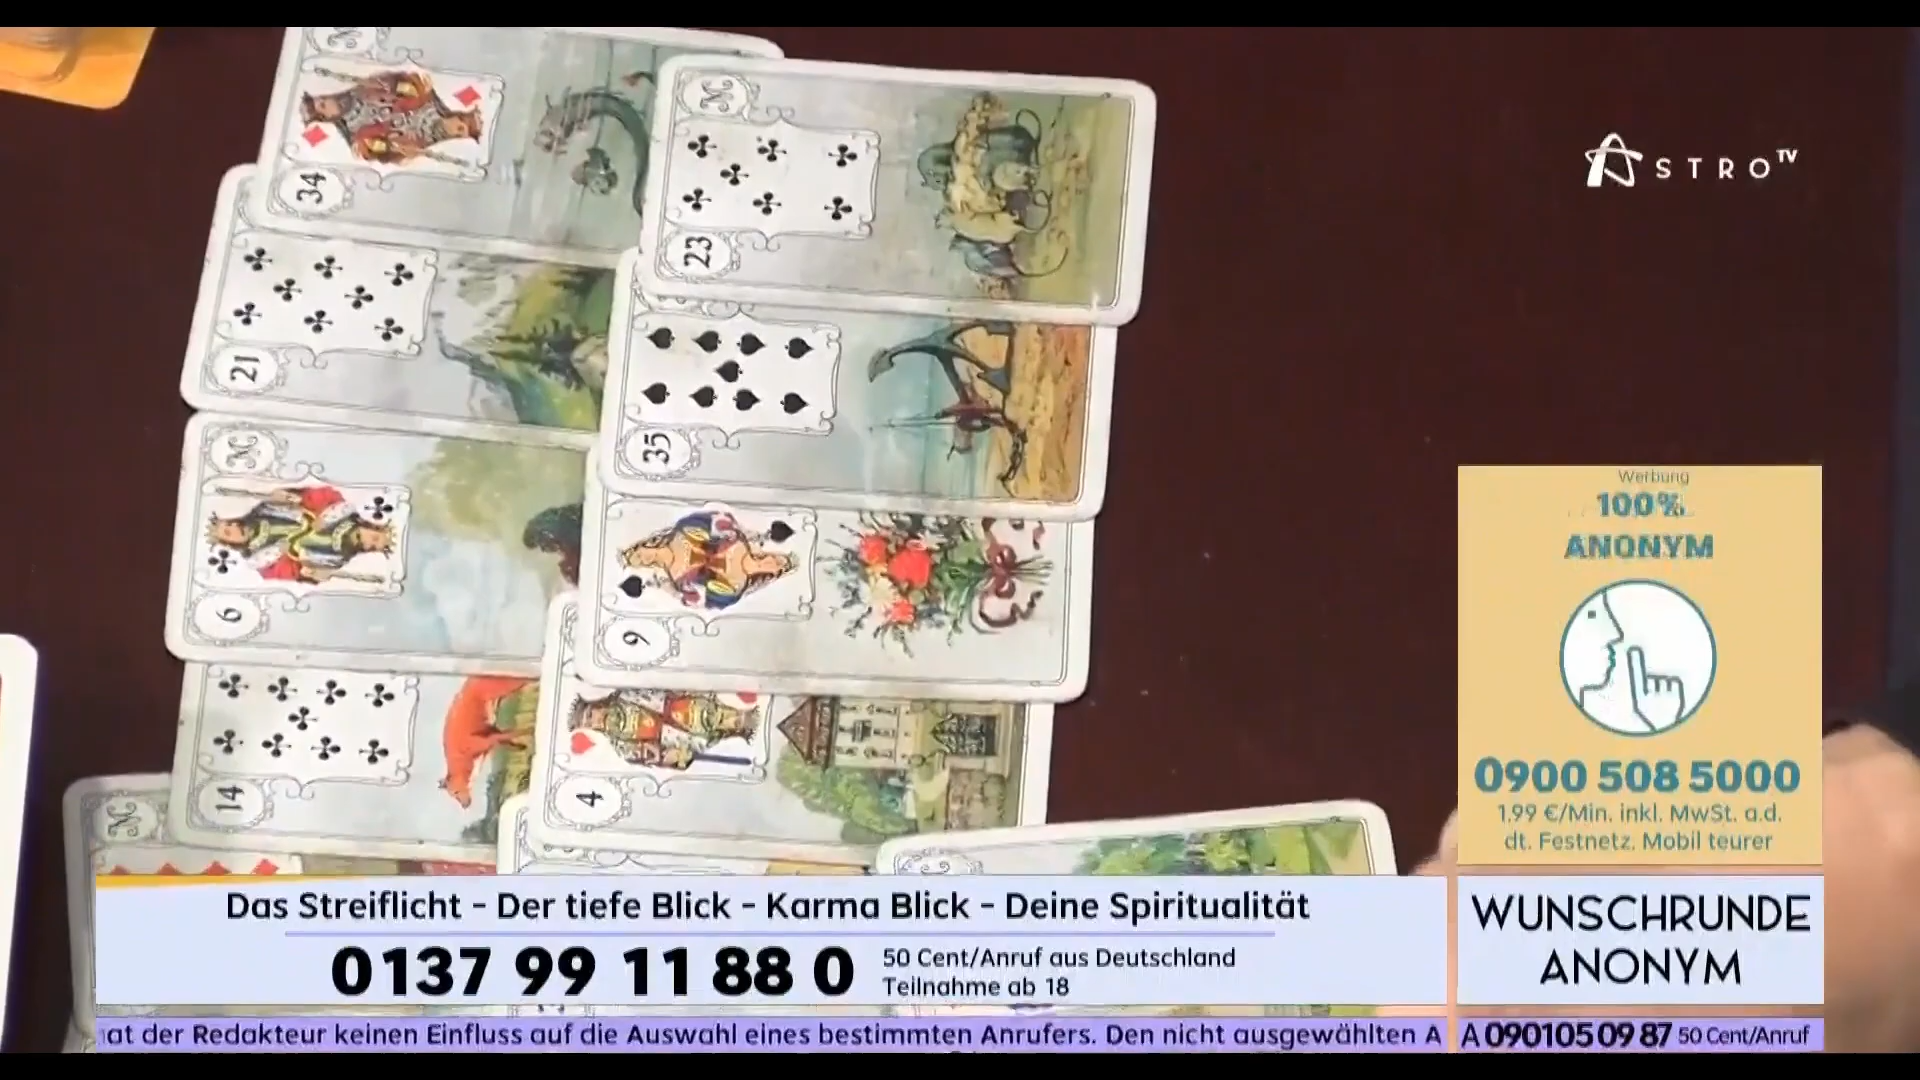 34
23
21
35
6
9
14
4
ASTRO TV
Werbung
100%
ANONYM
0900 508 5000
1.99 €/Min. inkl. MwSt. a.d.
dt. Festnetz. Mobil teurer
Das Streiflicht - Der tiefe Blick - Karma Blick - Deine Spiritualität
0137 99 11 88 0
50 Cent/Anruf aus Deutschland
Teilnahme ab 18
WUNSCHRUNDE
ANONYM
at der Redakteur keinen Einfluss auf die Auswahl eines bestimmten Anrufers. Den nicht ausgewählten A
A 0901 05 09 87 50 Cent/Anruf